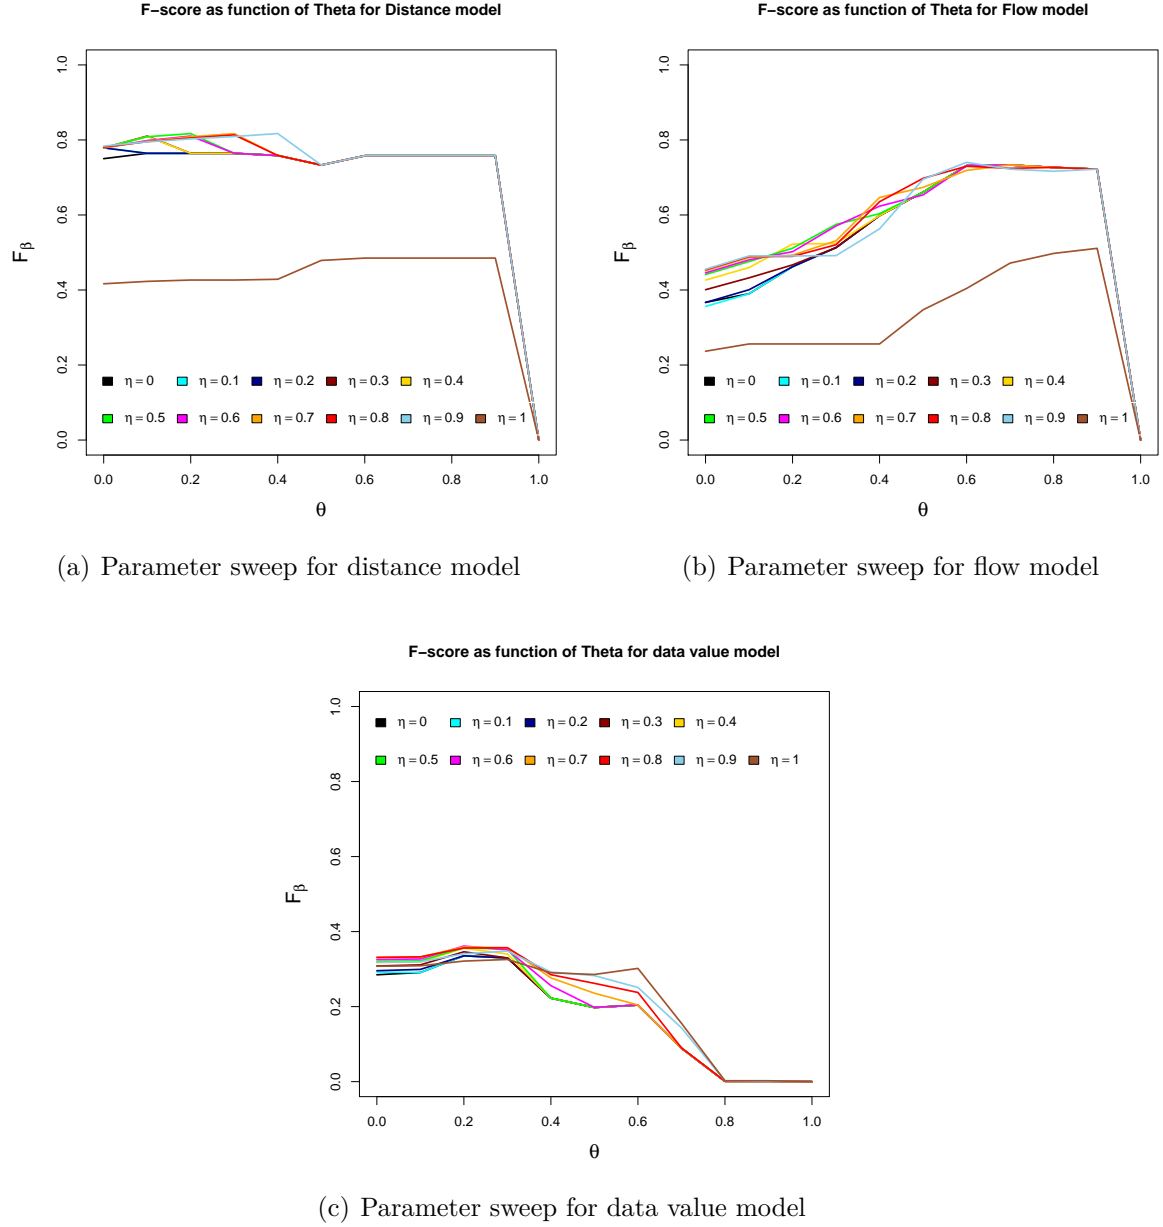 F−score as function of Theta for Distance model
F−score as function of Theta for Flow model
1.0
0.8
0.6
0.4
0.2
0.0
Fβ
η = 0 η = 0.1 η = 0.2 η = 0.3 η = 0.4
η = 0.5 η = 0.6 η = 0.7 η = 0.8 η = 0.9 η = 1
0.0 0.2 0.4 0.6 0.8 1.0
θ
1.0
0.8
0.6
0.4
0.2
0.0
Fβ
η = 0 η = 0.1 η = 0.2 η = 0.3 η = 0.4
η = 0.5 η = 0.6 η = 0.7 η = 0.8 η = 0.9 η = 1
0.0 0.2 0.4 0.6 0.8 1.0
θ
(a) Parameter sweep for distance model
(b) Parameter sweep for flow model
F−score as function of Theta for data value model
η = 0 η = 0.1 η = 0.2 η = 0.3 η = 0.4
η = 0.5 η = 0.6 η = 0.7 η = 0.8 η = 0.9 η = 1
1.0
0.8
0.6
0.4
0.2
0.0
Fβ
0.0 0.2 0.4 0.6 0.8 1.0
θ
(c) Parameter sweep for data value model